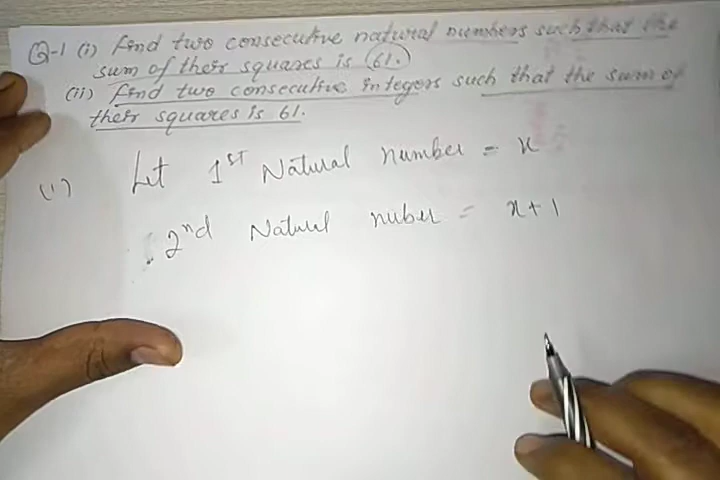 Q-1 (i) Find two consecutive natural numbers such that the
sum of their squares is 61.
(ii) Find two consecutive integers such that the sum of
their squares is 61.
(i) Let 1ST Natural number = x
∴ 2nd Natural nuber = x+1